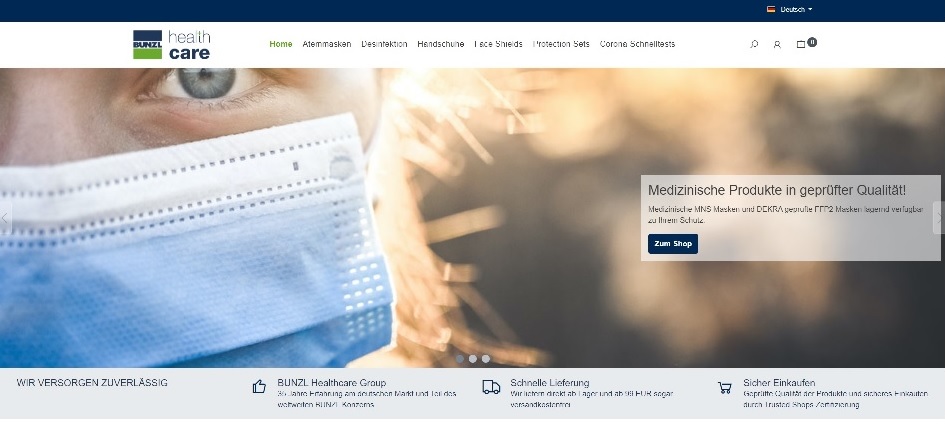 Deutsch
BUNZL health care
Home Atemmasken Desinfektion Handschuhe Face Shields Protection Sets Corona Schnelltests
0
Medizinische Produkte in geprüfter Qualität!
Medizinische MNS Masken und DEKRA geprüfte FFP2 Masken lagernd verfügbar
zu Ihrem Schutz.
Zum Shop
WIR VERSORGEN ZUVERLÄSSIG
BUNZL Healthcare Group
35 Jahre Erfahrung am deutschen Markt und Teil des
weltweiten BUNZL Konzerns
Schnelle Lieferung
Wir liefern direkt ab Lager und ab 99 EUR sogar
versandkostenfrei
Sicher Einkaufen
Geprüfte Qualität der Produkte und sicheres Einkaufen
durch Trusted Shops Zertifizierung